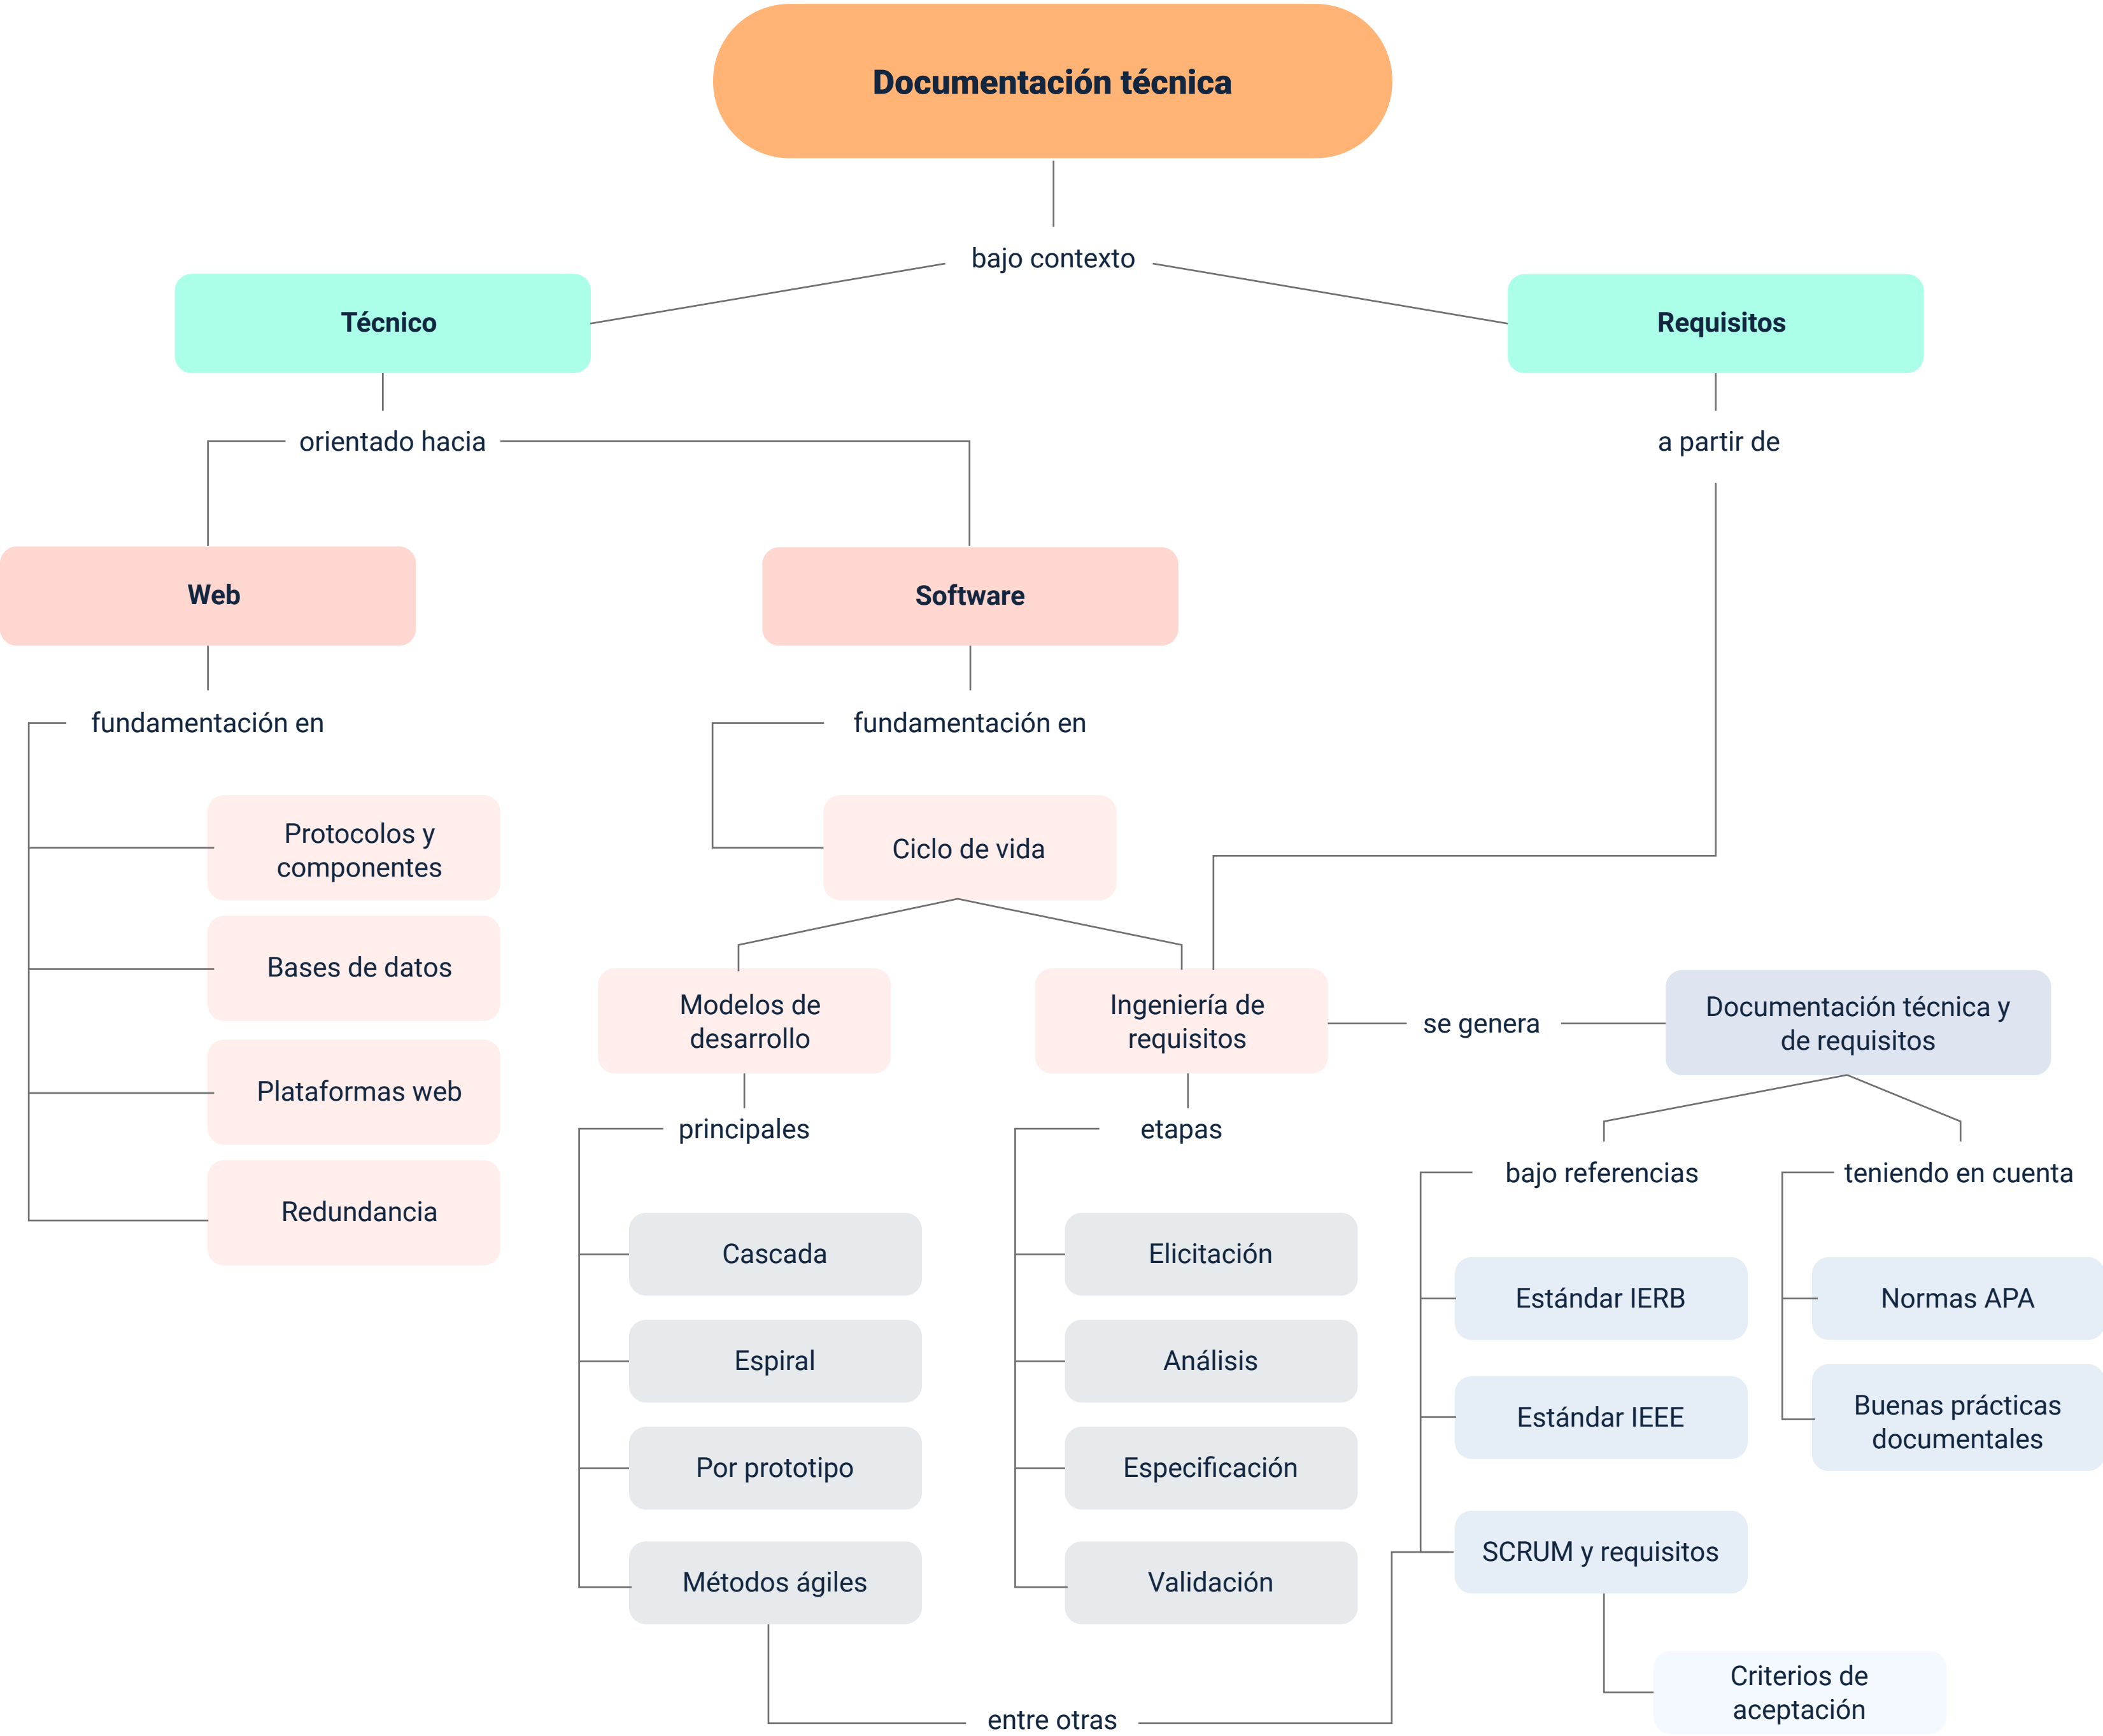 Documentación técnica
bajo contexto
Técnico
Requisitos
orientado hacia
a partir de
Web
Software
fundamentación en
fundamentación en
Protocolos y
componentes
Bases de datos
Plataformas web
Redundancia
Ciclo de vida
Modelos de
desarrollo
Ingeniería de
requisitos
se genera
Documentación técnica y
de requisitos
principales
Cascada
Espiral
Por prototipo
Métodos ágiles
etapas
Elicitación
Análisis
Especificación
Validación
bajo referencias
Estándar IERB
Estándar IEEE
SCRUM y requisitos
teniendo en cuenta
Normas APA
Buenas prácticas
documentales
Criterios de
aceptación
entre otras